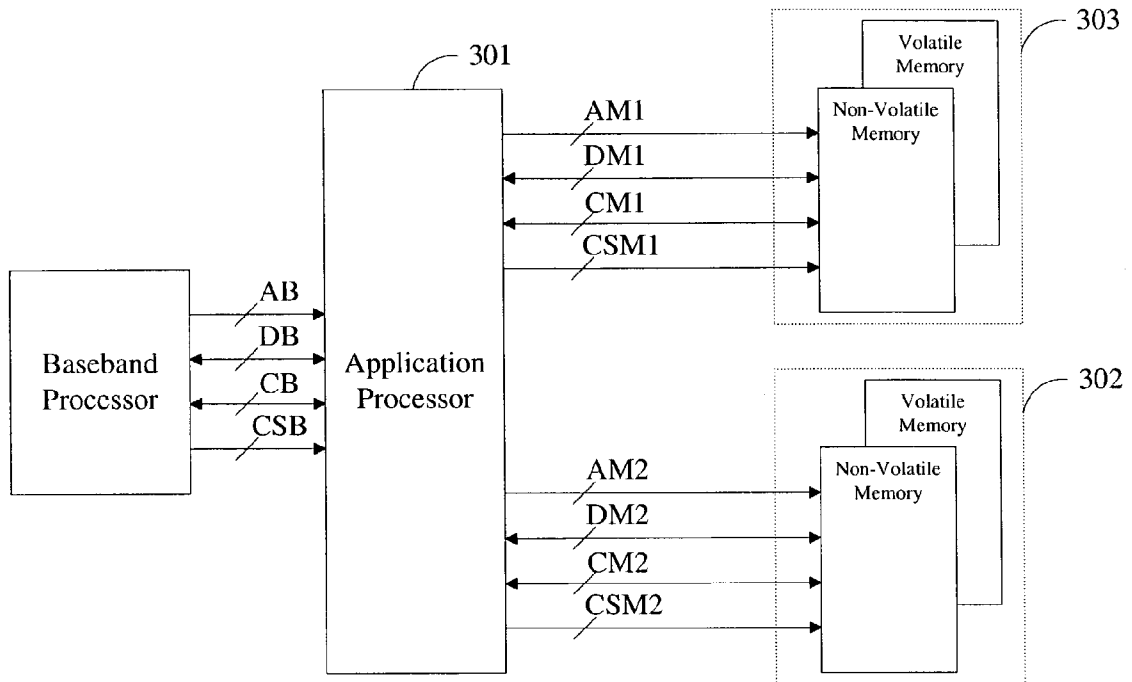 301
303
Volatile
Memory
Non-Volatile
Memory
AM1
DM1
CM1
CSM1
AB
DB
CB
CSB
Baseband
Processor
Application
Processor
302
Volatile
Memory
Non-Volatile
Memory
AM2
DM2
CM2
CSM2